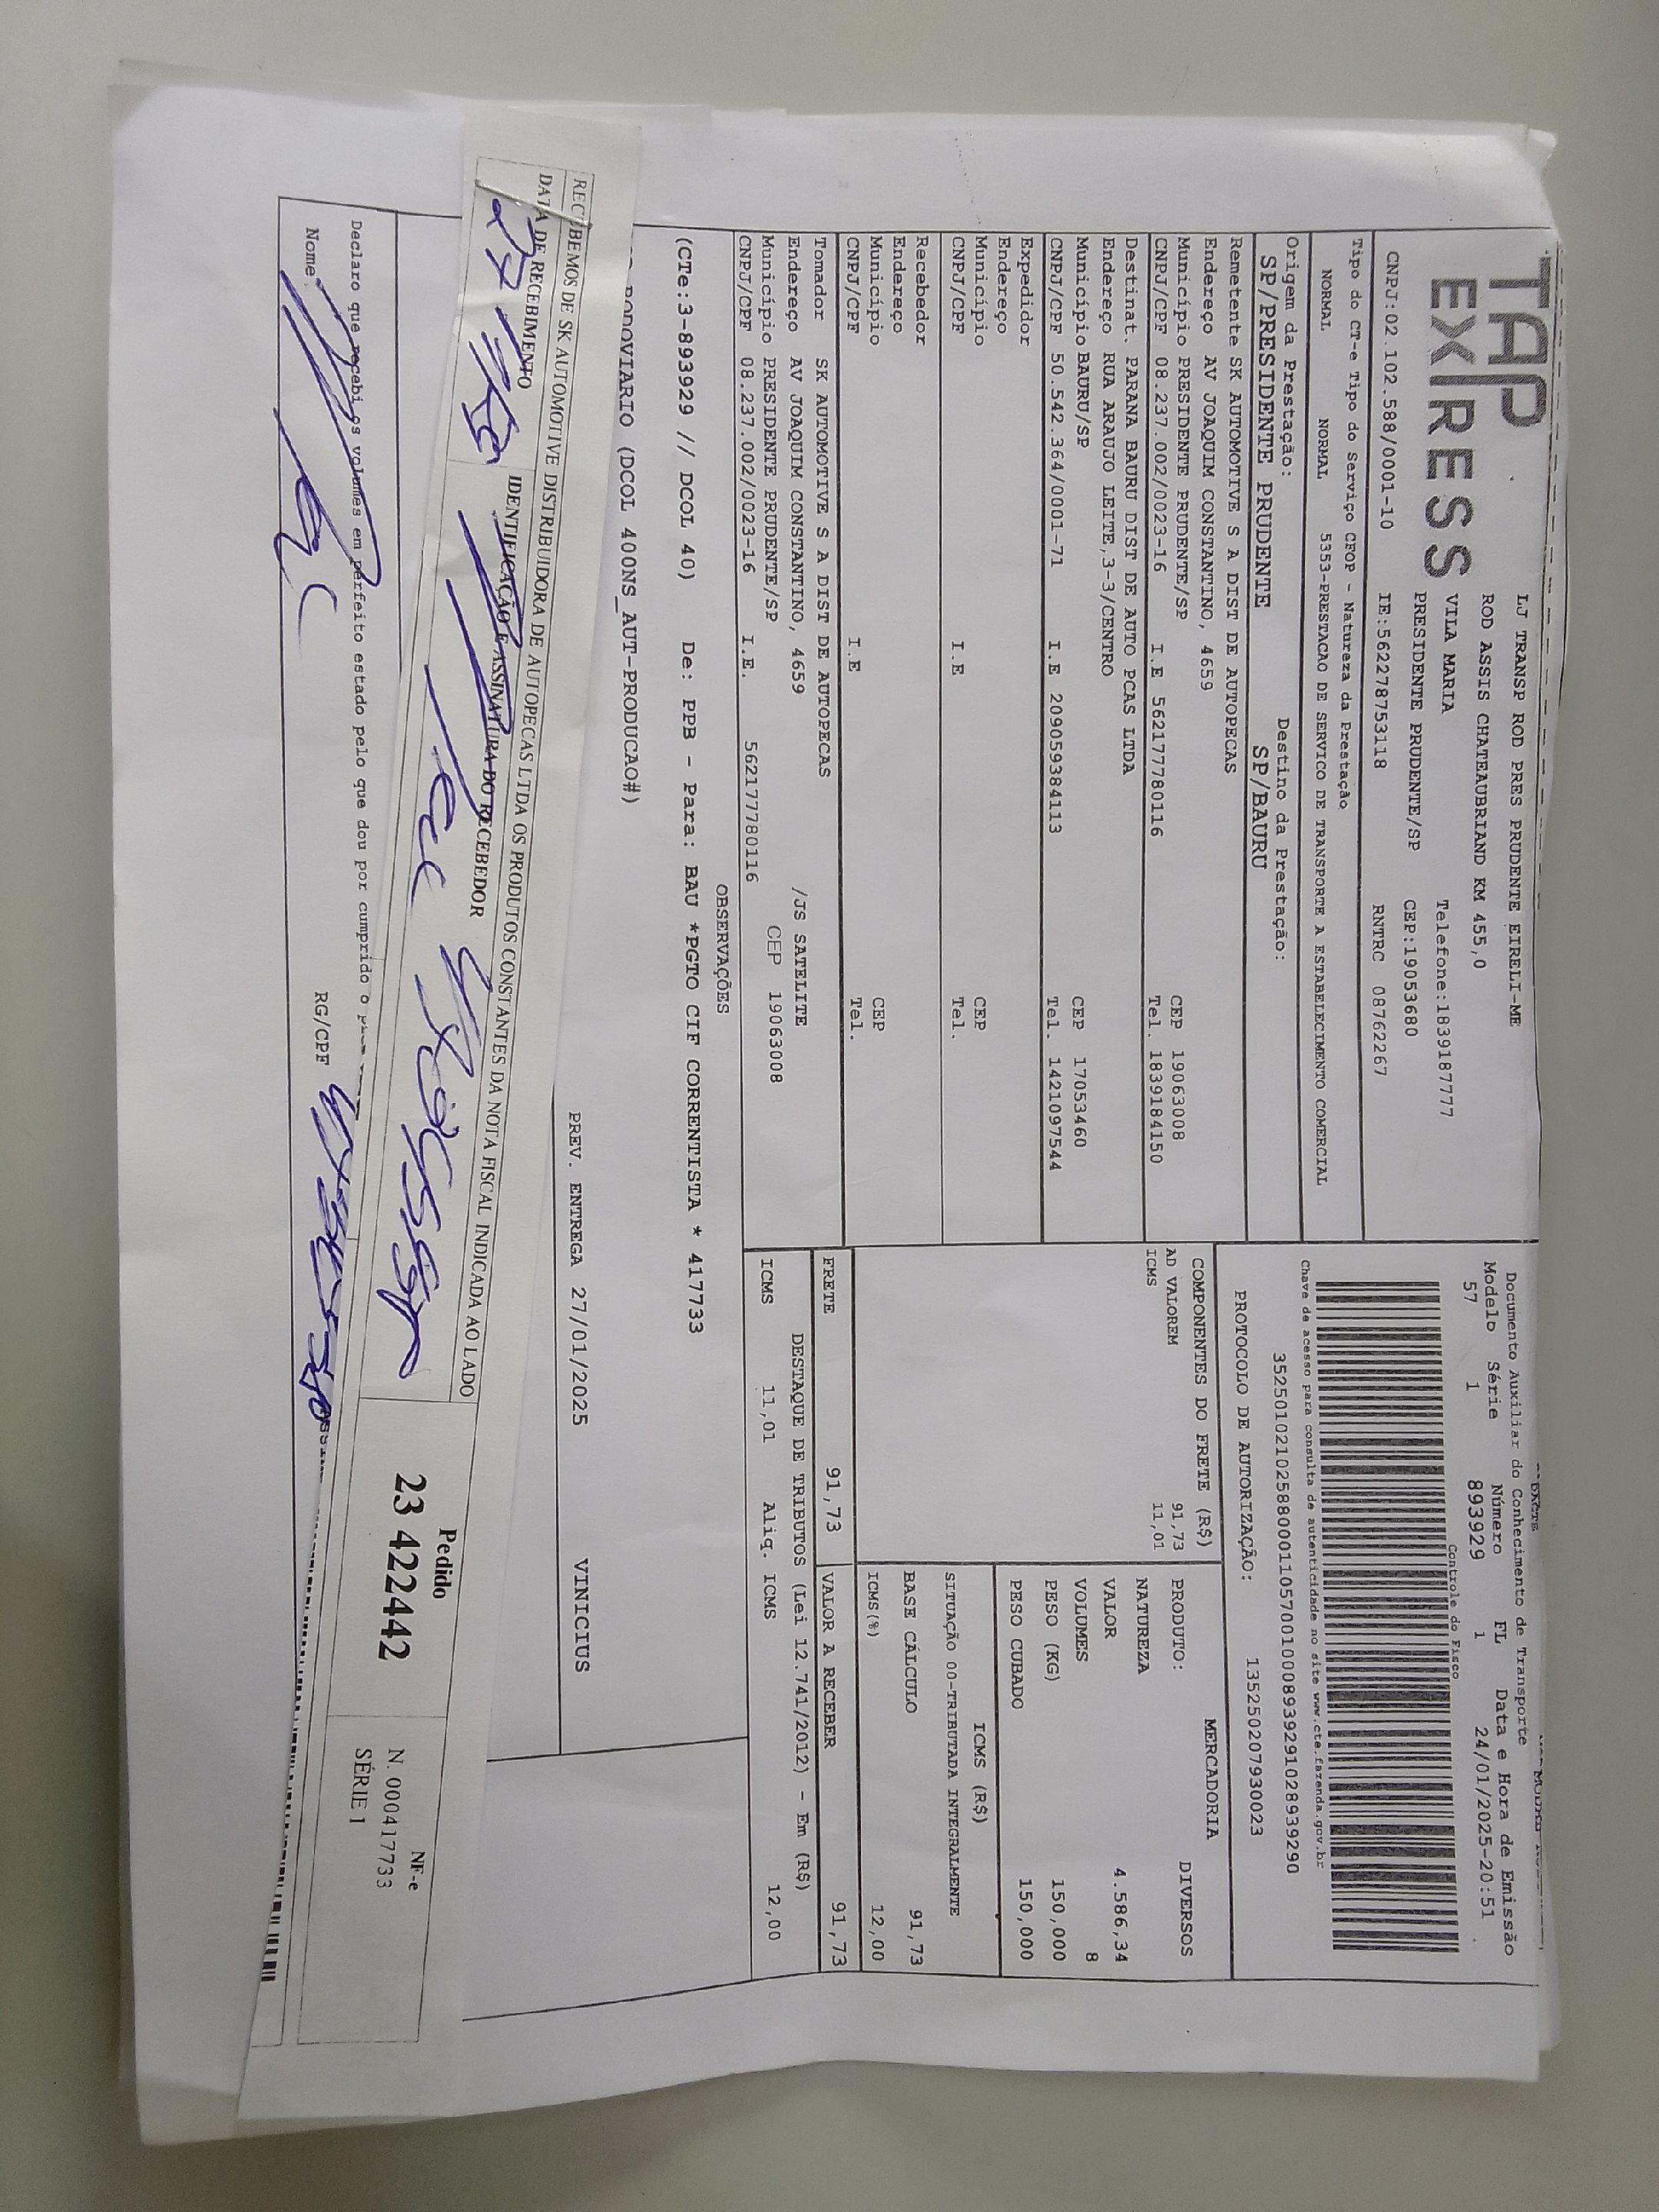 TAP
EXPRESS
LJ TRANSP ROD PRES PRUDENTE EIRELI-ME
ROD ASSIS CHATEAUBRIAND KM 455,0
VILA MARIA Telefone:1839187777
PRESIDENTE PRUDENTE/SP CEP:19053680
CNPJ:02.102.588/0001-10 IE:562278753118 RNTRC 08762267
DACTE
Documento Auxiliar do Conhecimento de Transporte
Modelo Série Número FL Data e Hora de Emissão
57 1 893929 1 24/01/2025-20:51
Controle do Fisco
Tipo do CT-e Tipo do Serviço CFOP - Natureza da Prestação
NORMAL NORMAL 5353-PRESTACAO DE SERVICO DE TRANSPORTE A ESTABELECIMENTO COMERCIAL
Chave de acesso para consulta de autenticidade no site www.cte.fazenda.gov.br
35250102102588000110570010008939291028939290
Origem da Prestação: Destino da Prestação:
SP/PRESIDENTE PRUDENTE SP/BAURU
PROTOCOLO DE AUTORIZAÇÃO: 135250207930023
Remetente SK AUTOMOTIVE S A DIST DE AUTOPECAS
Endereço AV JOAQUIM CONSTANTINO, 4659
Município PRESIDENTE PRUDENTE/SP CEP 19063008
CNPJ/CPF 08.237.002/0023-16 I.E 562177780116 Tel. 1839184150
Destinat. PARANA BAURU DIST DE AUTO PCAS LTDA
Endereço RUA ARAUJO LEITE,3-3/CENTRO
Município BAURU/SP CEP 17053460
CNPJ/CPF 50.542.364/0001-71 I.E 209059384113 Tel. 1421097544
Expedidor
Endereço
Município CEP
CNPJ/CPF I.E Tel.
Recebedor
Endereço
Município CEP
CNPJ/CPF I.E Tel.
Tomador SK AUTOMOTIVE S A DIST DE AUTOPECAS
Endereço AV JOAQUIM CONSTANTINO, 4659 /JS SATELITE
Município PRESIDENTE PRUDENTE/SP CEP 19063008
CNPJ/CPF 08.237.002/0023-16 I.E. 562177780116
COMPONENTES DO FRETE (R$)
AD VALOREM 91,73
ICMS 11,01
MERCADORIA
PRODUTO: DIVERSOS
NATUREZA
VALOR 4.586,34
VOLUMES 8
PESO (KG) 150,000
PESO CUBADO 150,000
ICMS (R$)
SITUAÇÃO 00-TRIBUTADA INTEGRALMENTE
BASE CÁLCULO 91,73
ICMS(%) 12,00
FRETE 91,73 VALOR A RECEBER 91,73
DESTAQUE DE TRIBUTOS (Lei 12.741/2012) - Em (R$)
ICMS 11,01 Aliq. ICMS 12,00
OBSERVAÇÕES
(CTe:3-893929 // DCOL 40) De: PPB - Para: BAU *PGTO CIF CORRENTISTA * 417733
RODOVIARIO (DCOL 400NS_AUT-PRODUCAO#)
PREV. ENTREGA 27/01/2025 VINICIUS
RECEBEMOS DE SK AUTOMOTIVE DISTRIBUIDORA DE AUTOPECAS LTDA OS PRODUTOS CONSTANTES DA NOTA FISCAL INDICADA AO LADO
DATA DE RECEBIMENTO IDENTIFICAÇÃO E ASSINATURA DO RECEBEDOR
27
Pedido
23 422442
NF-e
N. 000417733
SÉRIE 1
Declaro que recebi os volumes em perfeito estado pelo que dou por cumprido o
Nome: RG/CPF